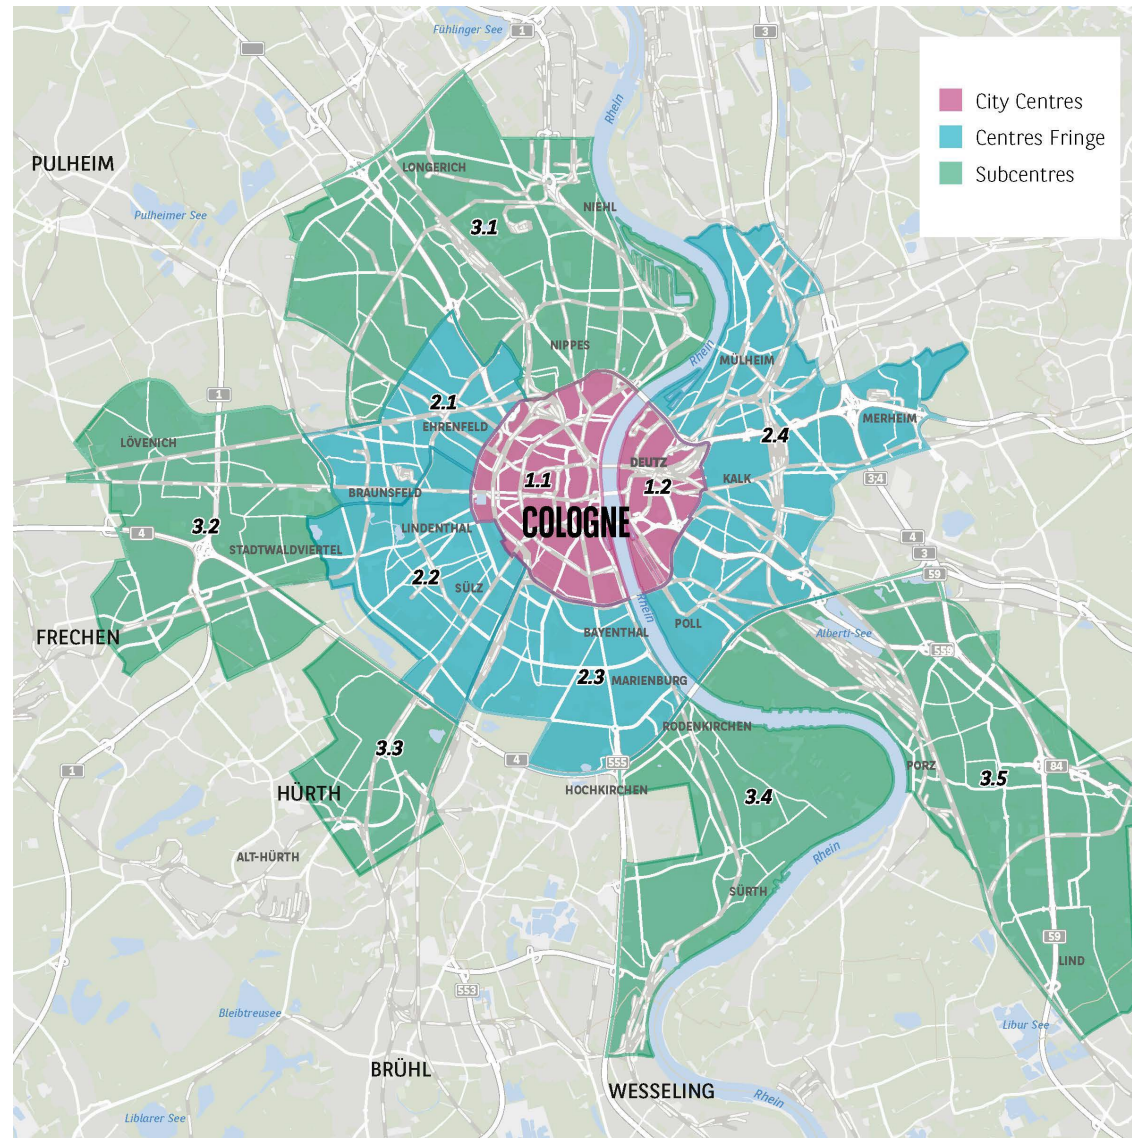 Fühlinger See
1
3
Rhein
City Centres
Centres Fringe
Subcentres
PULHEIM
LONGERICH
Pulheimer See
NIEHL
3.1
NIPPES
Rhein
MÜLHEIM
1
2.1
EHRENFELD
MERHEIM
2.4
LÖVENICH
DEUTZ
1.1
1.2
KALK
34
BRAUNSFELD
COLOGNE
3.2
4
LINDENTHAL
4
STADTWALDVIERTEL
3
59
2.2
SÜLZ
Rhein
FRECHEN
BAYENTHAL
POLL
Alberti-See
559
2.3
MARIENBURG
RODENKIRCHEN
3.3
4
555
PORZ
84
1
3.5
HÜRTH
HOCHKIRCHEN
3.4
ALT-HÜRTH
Rhein
SÜRTH
59
LIND
553
Bleibtreusee
Libur See
BRÜHL
WESSELING
Rhein
Liblarer See